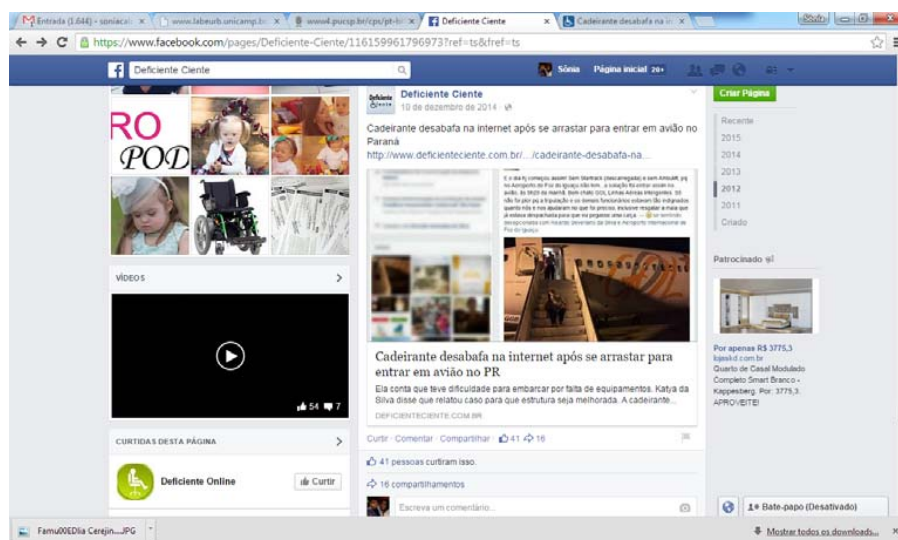 Entrada (1.644) - soniacali
www.labeurb.unicamp.br
www4.pucsp.br/cps/pt-br
Deficiente Ciente
Cadeirante desabafa na in
Sônia
https://www.facebook.com/pages/Deficiente-Ciente/116159961796973?ref=ts&fref=ts
Deficiente Ciente
Sônia Página inicial 20+
RO
POD
VÍDEOS
54 7
CURTIDAS DESTA PÁGINA
Deficiente Online
Curtir
Deficiente Ciente
10 de dezembro de 2014
Cadeirante desabafa na internet após se arrastar para entrar em avião no
Paraná
http://www.deficienteciente.com.br/.../cadeirante-desabafa-na...
Cadeirante desabafa na internet após se arrastar para
entrar em avião no PR
Ela conta que teve dificuldade para embarcar por falta de equipamentos. Katya da
Silva disse que relatou caso para que estrutura seja melhorada. A cadeirante...
DEFICIENTECIENTE.COM.BR
Curtir · Comentar · Compartilhar · 41 16
41 pessoas curtiram isso.
16 compartilhamentos
Escreva um comentário...
Criar Página
Recente
2015
2014
2013
2012
2011
Criado
Patrocinado
Por apenas R$ 3775,3
lojaskd.com.br
Quarto de Casal Modulado
Completo Smart Branco -
Kappesberg. Por: 3775,3.
APROVEITE!
Bate-papo (Desativado)
Famu00EDlia Cerejin....JPG
Mostrar todos os downloads...